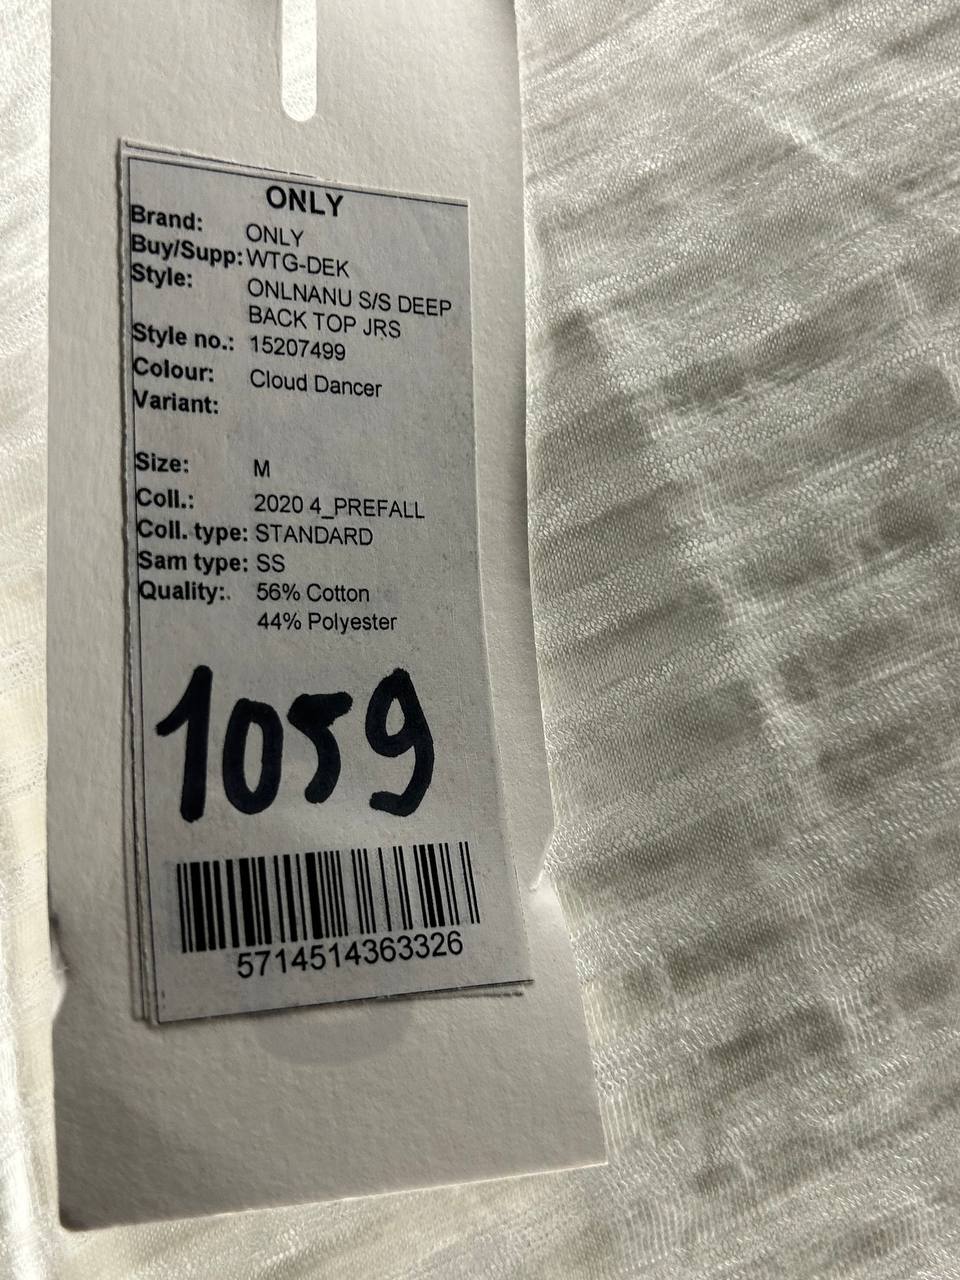 ONLY
Brand: ONLY
Buy/Supp: WTG-DEK
Style: ONLNANU S/S DEEP
BACK TOP JRS
Style no.: 15207499
Colour: Cloud Dancer
Variant:
Size: M
Coll.: 2020 4_PREFALL
Coll. type: STANDARD
Sam type: SS
Quality:. 56% Cotton
44% Polyester
1059
5714514363326